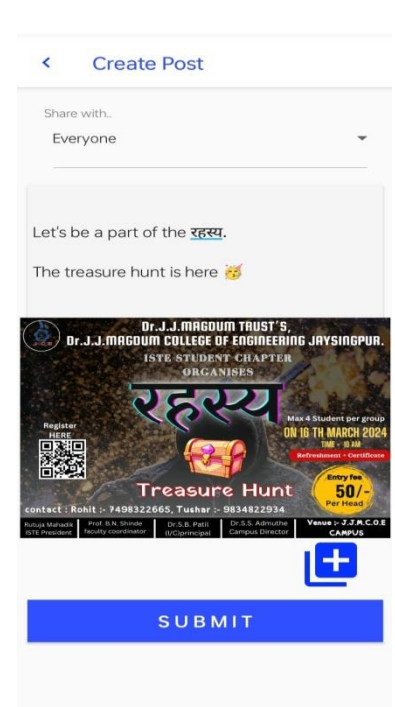 Create Post
Share with..
Everyone
Let's be a part of the रहस्य.
The treasure hunt is here 🥳
Dr.J.J.MAGDUM TRUST'S,
Dr.J.J.MAGDUM COLLEGE OF ENGINEERING JAYSINGPUR.
ISTE STUDENT CHAPTER
ORGANISES
रहस्य
Register
HERE
Max 4 Student per group
ON 16 TH MARCH 2024
TIME - 10 AM
Refreshment + Certificate
Treasure Hunt
Entry fee
50/-
Per Head
contact : Rohit :- 7498322665, Tushar :- 9834822934
Rutuja Mahadik
ISTE President
Prof. B.N. Shinde
faculty coordinator
Dr.S.B. Patil
(I/C)principal
Dr.S.S. Admuthe
Campus Director
Venue :- J.J.M.C.O.E
CAMPUS
SUBMIT